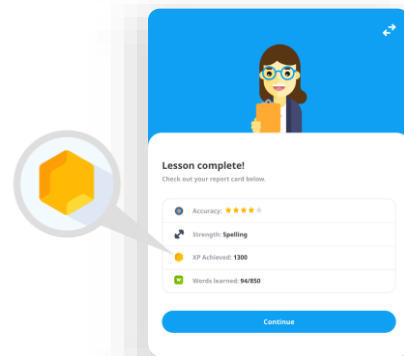 Lesson complete!
Check out your report card below.
Accuracy:
Strength: Spelling
XP Achieved: 1300
Words learned: 94/850
Continue